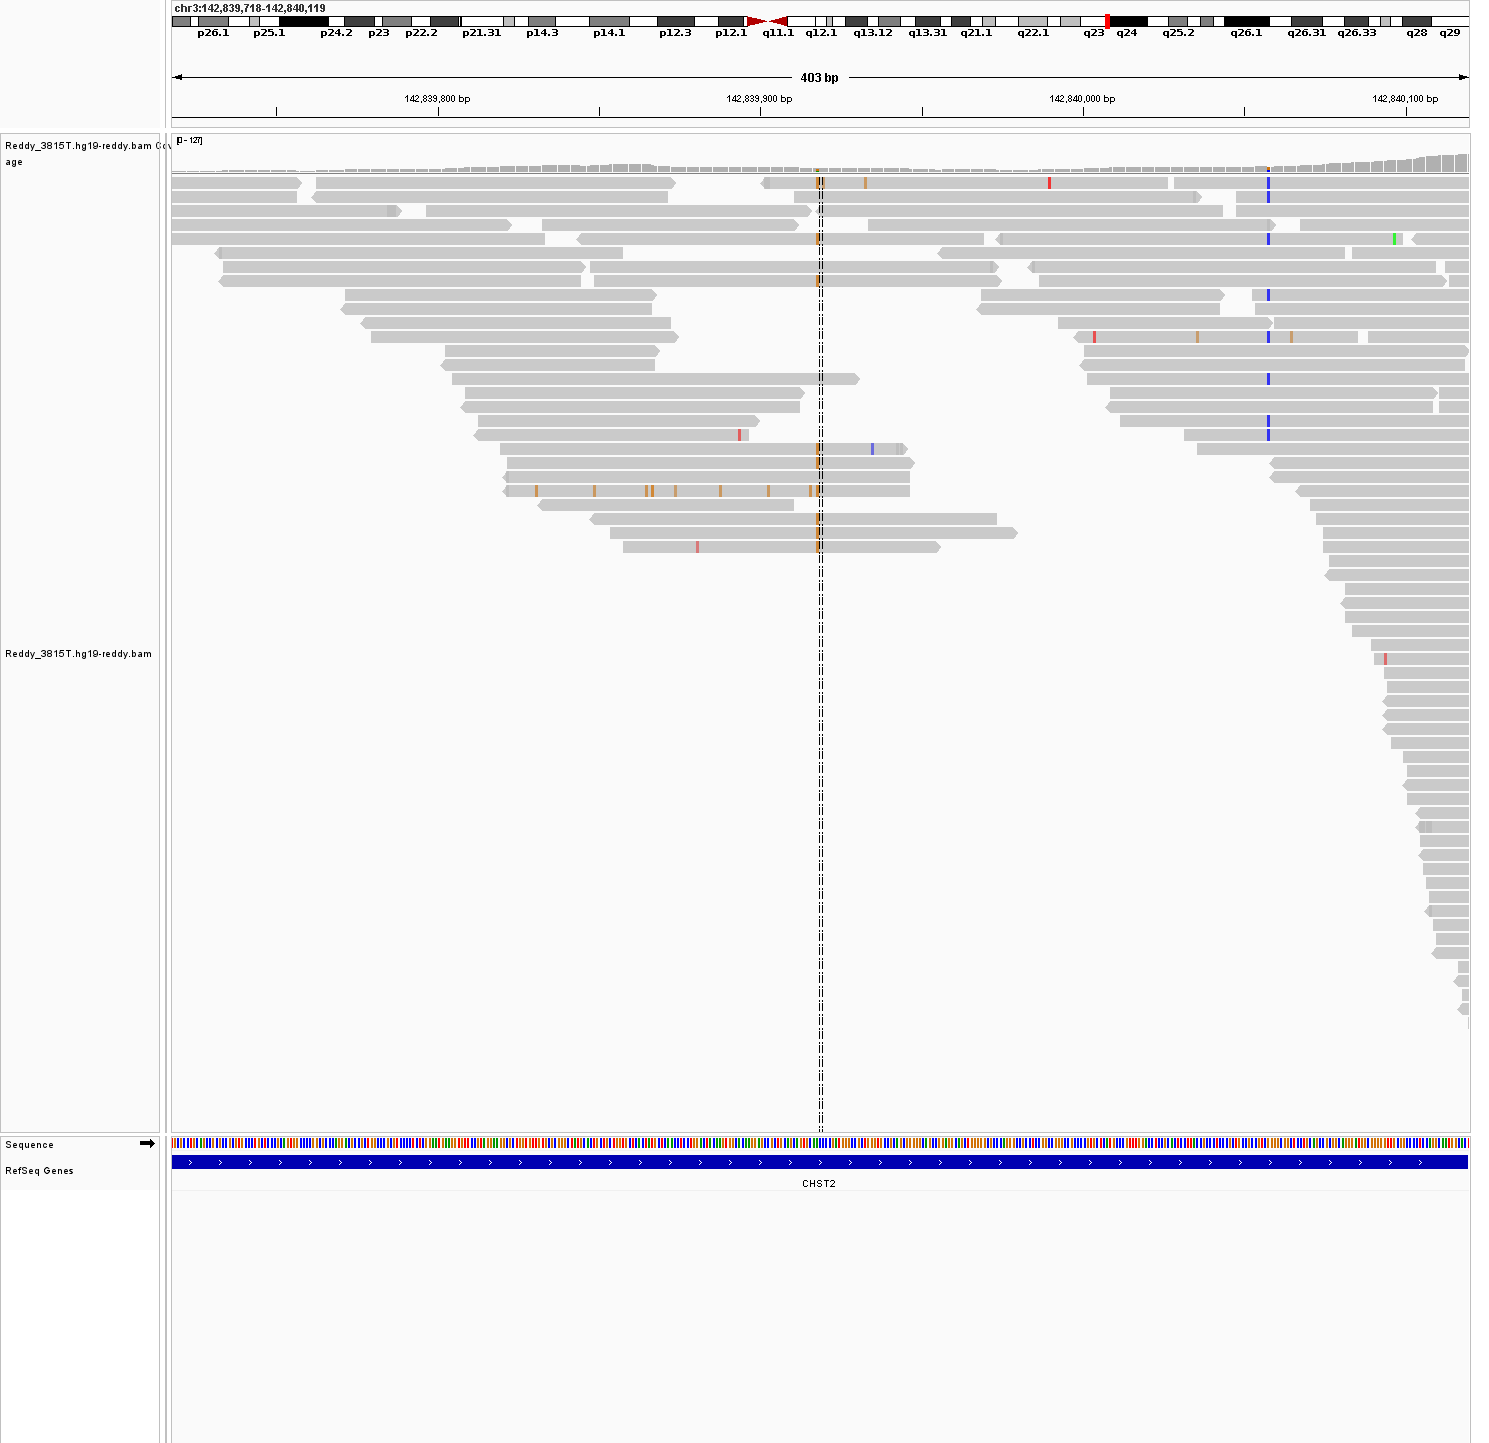 chr3:142,839,718-142,840,119
p26.1 p25.1 p24.2 p23 p22.2 p21.31 p14.3 p14.1 p12.3 p12.1 q11.1 q12.1 q13.12 q13.31 q21.1 q22.1 q23 q24 q25.2 q26.1 q26.31 q26.33 q28 q29
403 bp
142,839,800 bp 142,839,900 bp 142,840,000 bp 142,840,100 bp
[0 - 127]
Reddy_3815T.hg19-reddy.bam Cov
age
Reddy_3815T.hg19-reddy.bam
Sequence
RefSeq Genes
CHST2